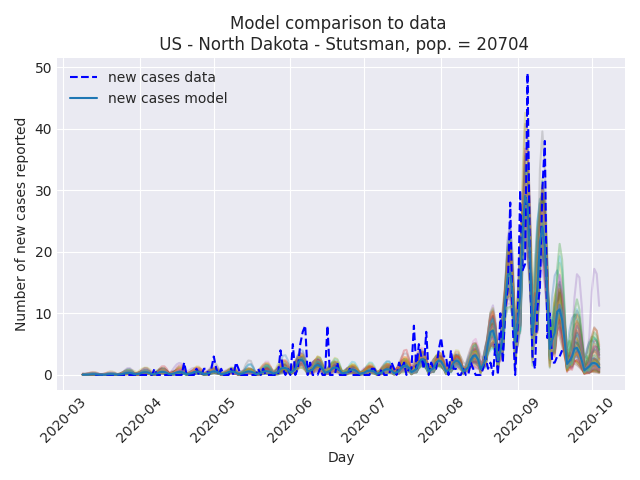 Model comparison to data
US - North Dakota - Stutsman, pop. = 20704
new cases data
new cases model
Number of new cases reported
50
40
30
20
10
0
2020-03
2020-04
2020-05
2020-06
2020-07
2020-08
2020-09
2020-10
Day